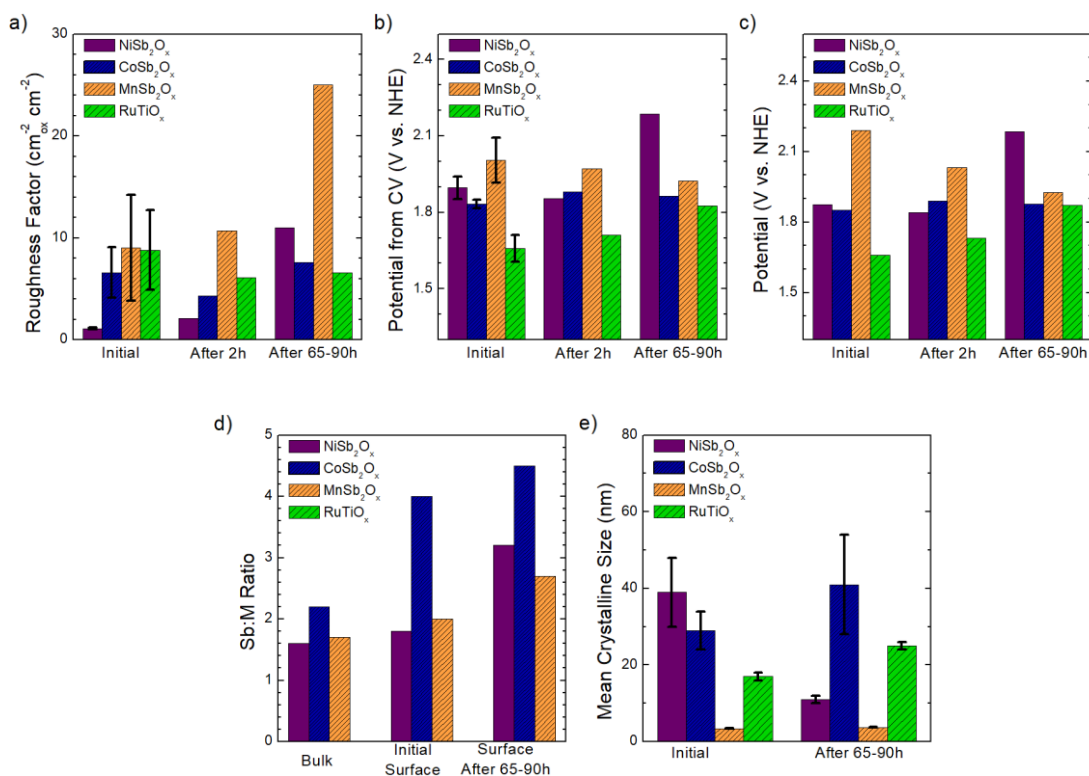 a)
Roughness Factor (cm⁻²ₒₓ cm⁻²)
30
20
10
0
NiSb₂Oₓ
CoSb₂Oₓ
MnSb₂Oₓ
RuTiOₓ
Initial
After 2h
After 65-90h
b)
Potential from CV (V vs. NHE)
2.4
2.1
1.8
1.5
NiSb₂Oₓ
CoSb₂Oₓ
MnSb₂Oₓ
RuTiOₓ
Initial
After 2h
After 65-90h
c)
Potential (V vs. NHE)
2.4
2.1
1.8
1.5
NiSb₂Oₓ
CoSb₂Oₓ
MnSb₂Oₓ
RuTiOₓ
Initial
After 2h
After 65-90h
d)
Sb:M Ratio
5
4
3
2
1
0
NiSb₂Oₓ
CoSb₂Oₓ
MnSb₂Oₓ
RuTiOₓ
Bulk
Initial
Surface
Surface
After 65-90h
e)
Mean Crystalline Size (nm)
80
60
40
20
0
NiSb₂Oₓ
CoSb₂Oₓ
MnSb₂Oₓ
RuTiOₓ
Initial
After 65-90h